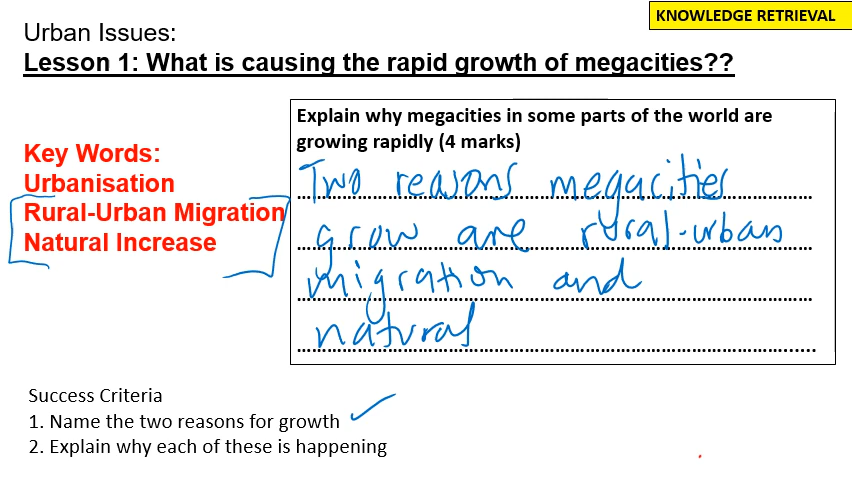 KNOWLEDGE RETRIEVAL
Urban Issues:
Lesson 1: What is causing the rapid growth of megacities??
Key Words:
Urbanisation
Rural-Urban Migration
Natural Increase
Explain why megacities in some parts of the world are
growing rapidly (4 marks)
Two reasons megacities
grow are rural-urban
migration and
natural
Success Criteria
1. Name the two reasons for growth
2. Explain why each of these is happening